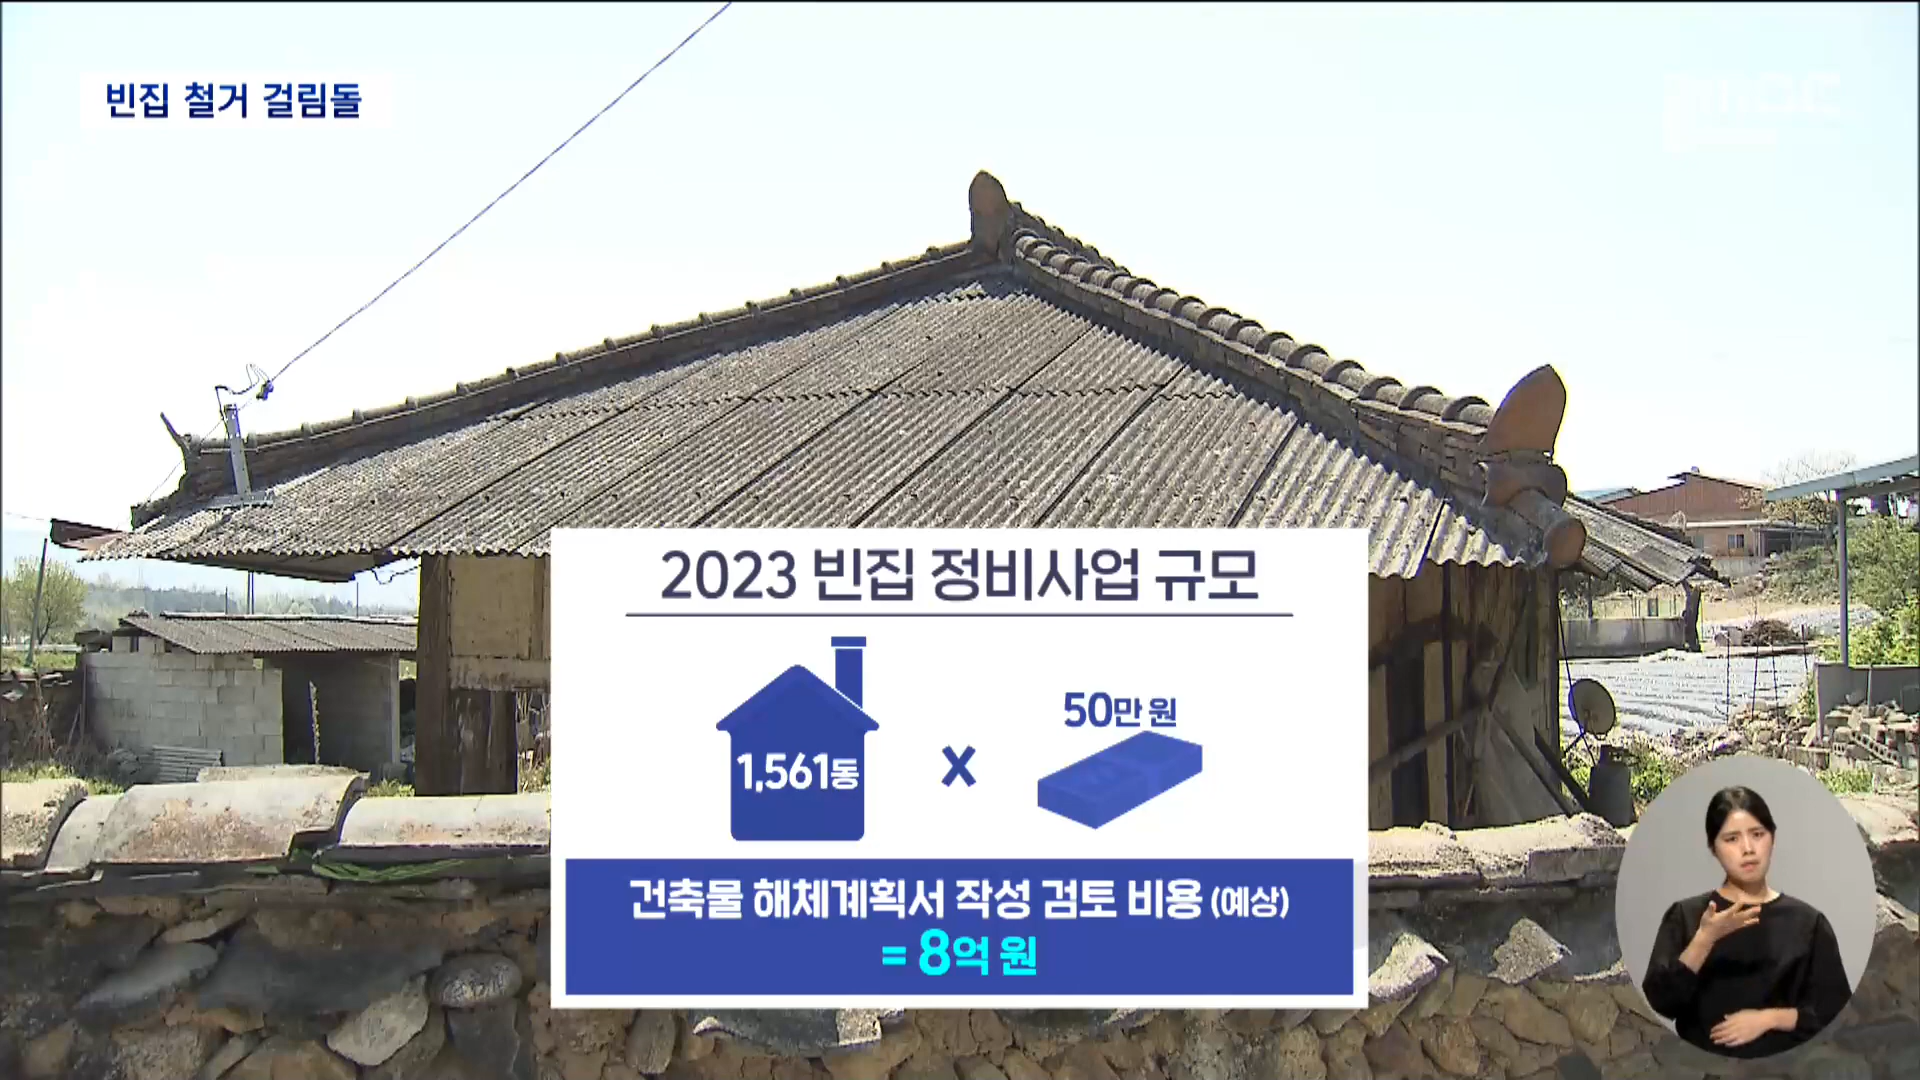 빈집 철거 걸림돌
2023 빈집 정비사업 규모
1,561동
x
50만 원
건축물 해체계획서 작성 검토 비용 (예상)
= 8억 원